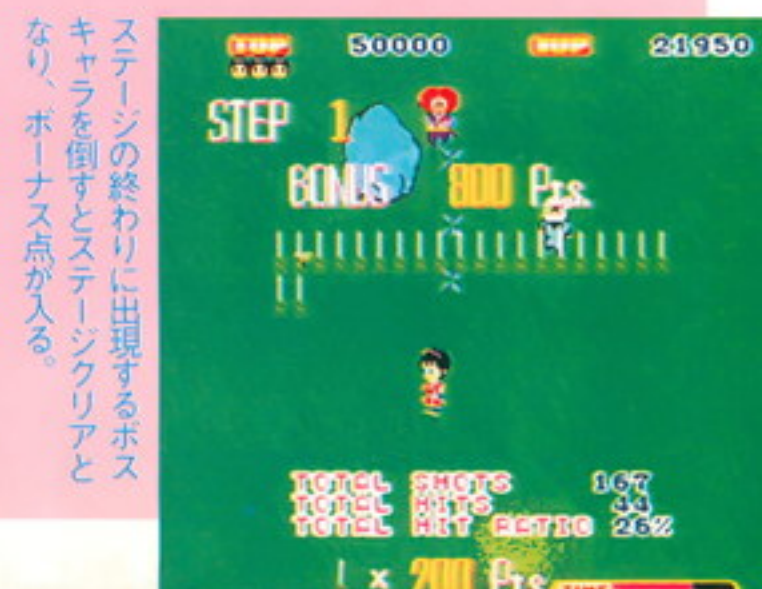 ステージの終わりに出現するボス
キャラを倒すとステージクリアと
なり、ボーナス点が入る。
50000
21950
STEP 1
BONUS 800 Pts.
TOTAL SHOTS 167
TOTAL HITS 44
TOTAL HIT RATIO 26%
1 x 200 Pts
TIME